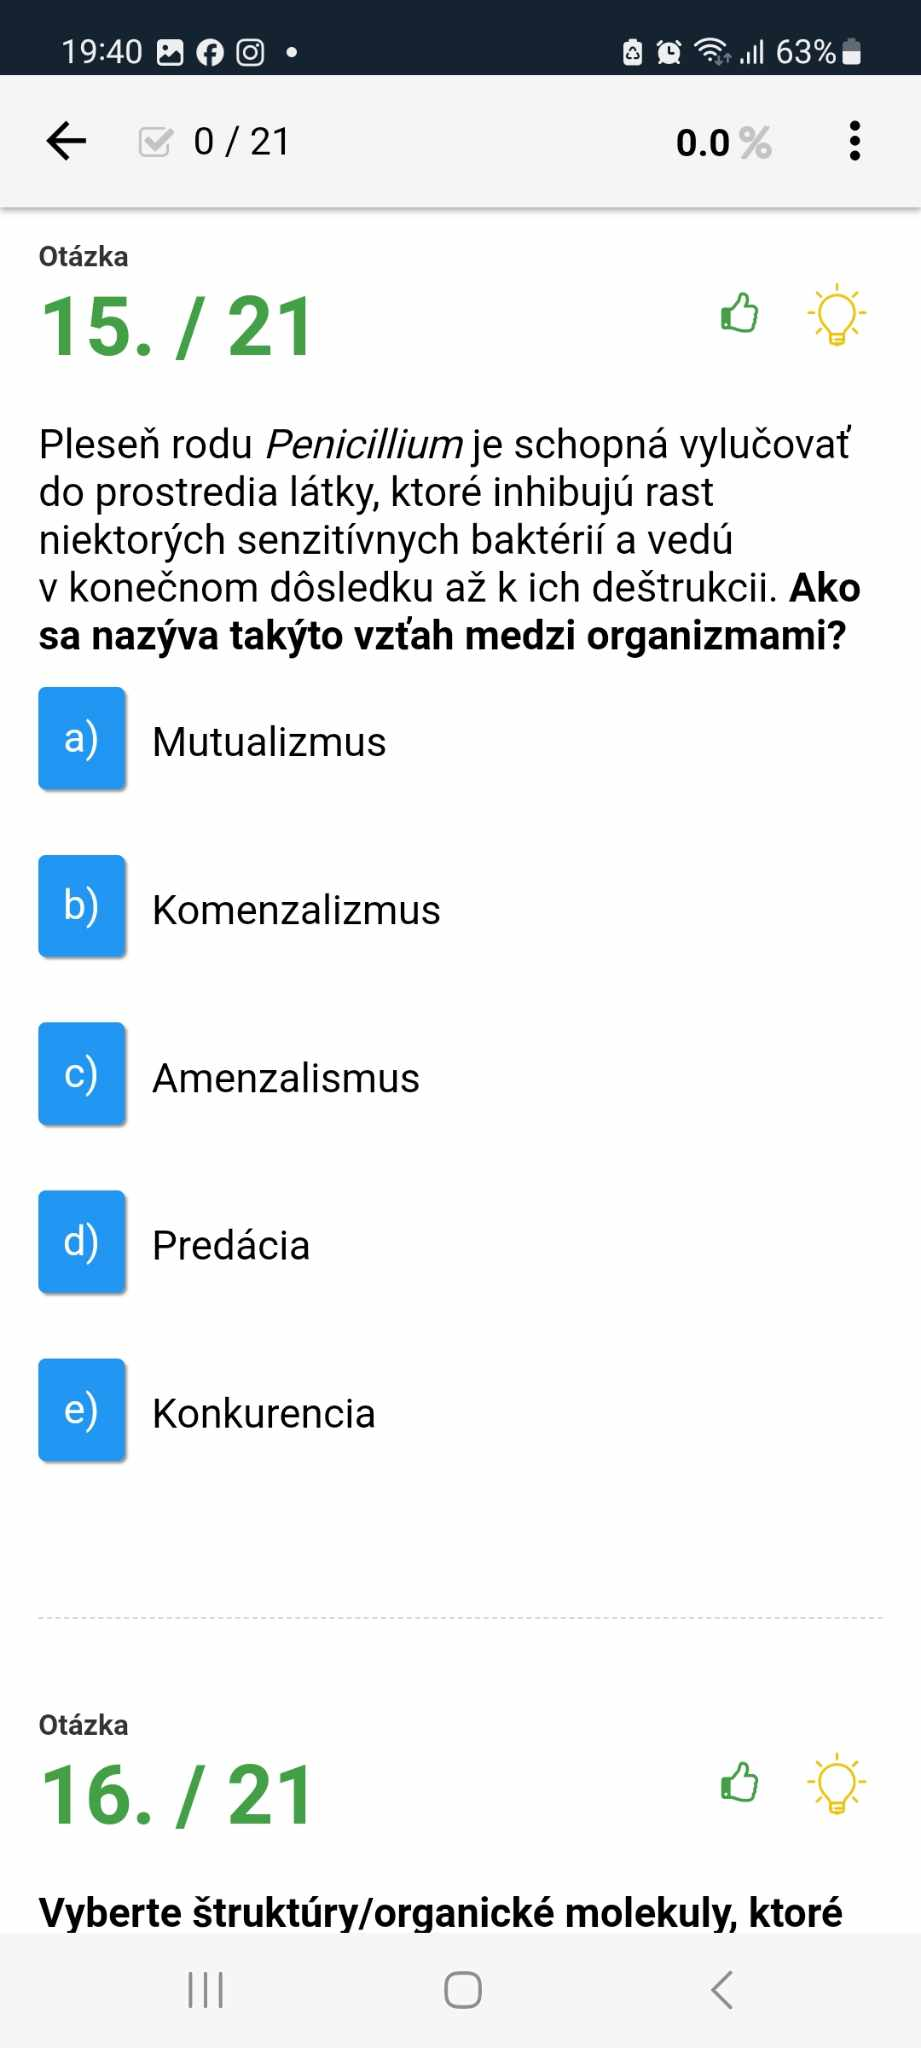 19:40 63%
0 / 21 0.0 %
Otázka
15. / 21
Pleseň rodu Penicillium je schopná vylučovať
do prostredia látky, ktoré inhibujú rast
niektorých senzitívnych baktérií a vedú
v konečnom dôsledku až k ich deštrukcii. Ako
sa nazýva takýto vzťah medzi organizmami?
a) Mutualizmus
b) Komenzalizmus
c) Amenzalismus
d) Predácia
e) Konkurencia
Otázka
16. / 21
Vyberte štruktúry/organické molekuly, ktoré